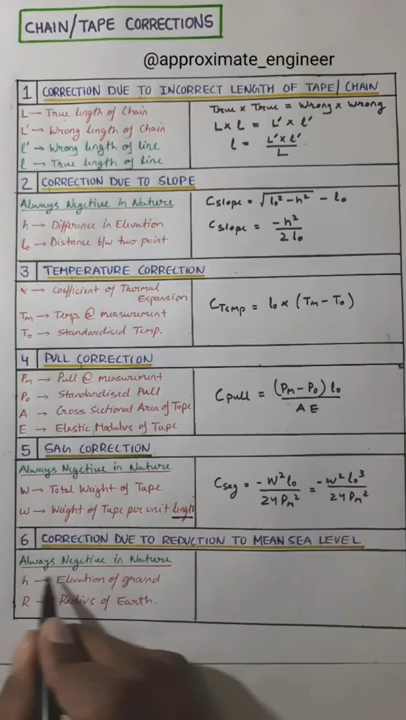 CHAIN/TAPE CORRECTIONS
@approximate_engineer
1 CORRECTION DUE TO INCORRECT LENGTH OF TAPE/CHAIN
L → True length of Chain
L' → Wrong length of Chain
l' → Wrong length of line
l → True length of line
True × True = Wrong × Wrong
L × l = L' × l'
l = L' × l' / L
2 CORRECTION DUE TO SLOPE
Always Negetive in Nature
h → Difference in Elevation
l₀ → Distance b/w two point
Cslope = √l₀² - h² - l₀
Cslope = -h² / 2l₀
3 TEMPERATURE CORRECTION
α → Coefficient of Thermal
Expansion
Tm → Temp. @ measurement
T₀ → Standardised Temp.
CTemp = l₀ α (Tm - T₀)
4 PULL CORRECTION
Pm → Pull @ measurement
P₀ → Standardised Pull
A → Cross Sectional Area of Tape
E → Elastic Modulus of Tape
Cpull = (Pm - P₀) l₀ / A E
5 SAG CORRECTION
Always Negetive in Nature
W → Total Weight of Tape
w → Weight of Tape per unit length
Csag = -W² l₀ / 24 Pm² = -w² l₀³ / 24 Pm²
6 CORRECTION DUE TO REDUCTION TO MEAN SEA LEVEL
Always Negetive in Nature
h → Elevation of ground
R → Radius of Earth.